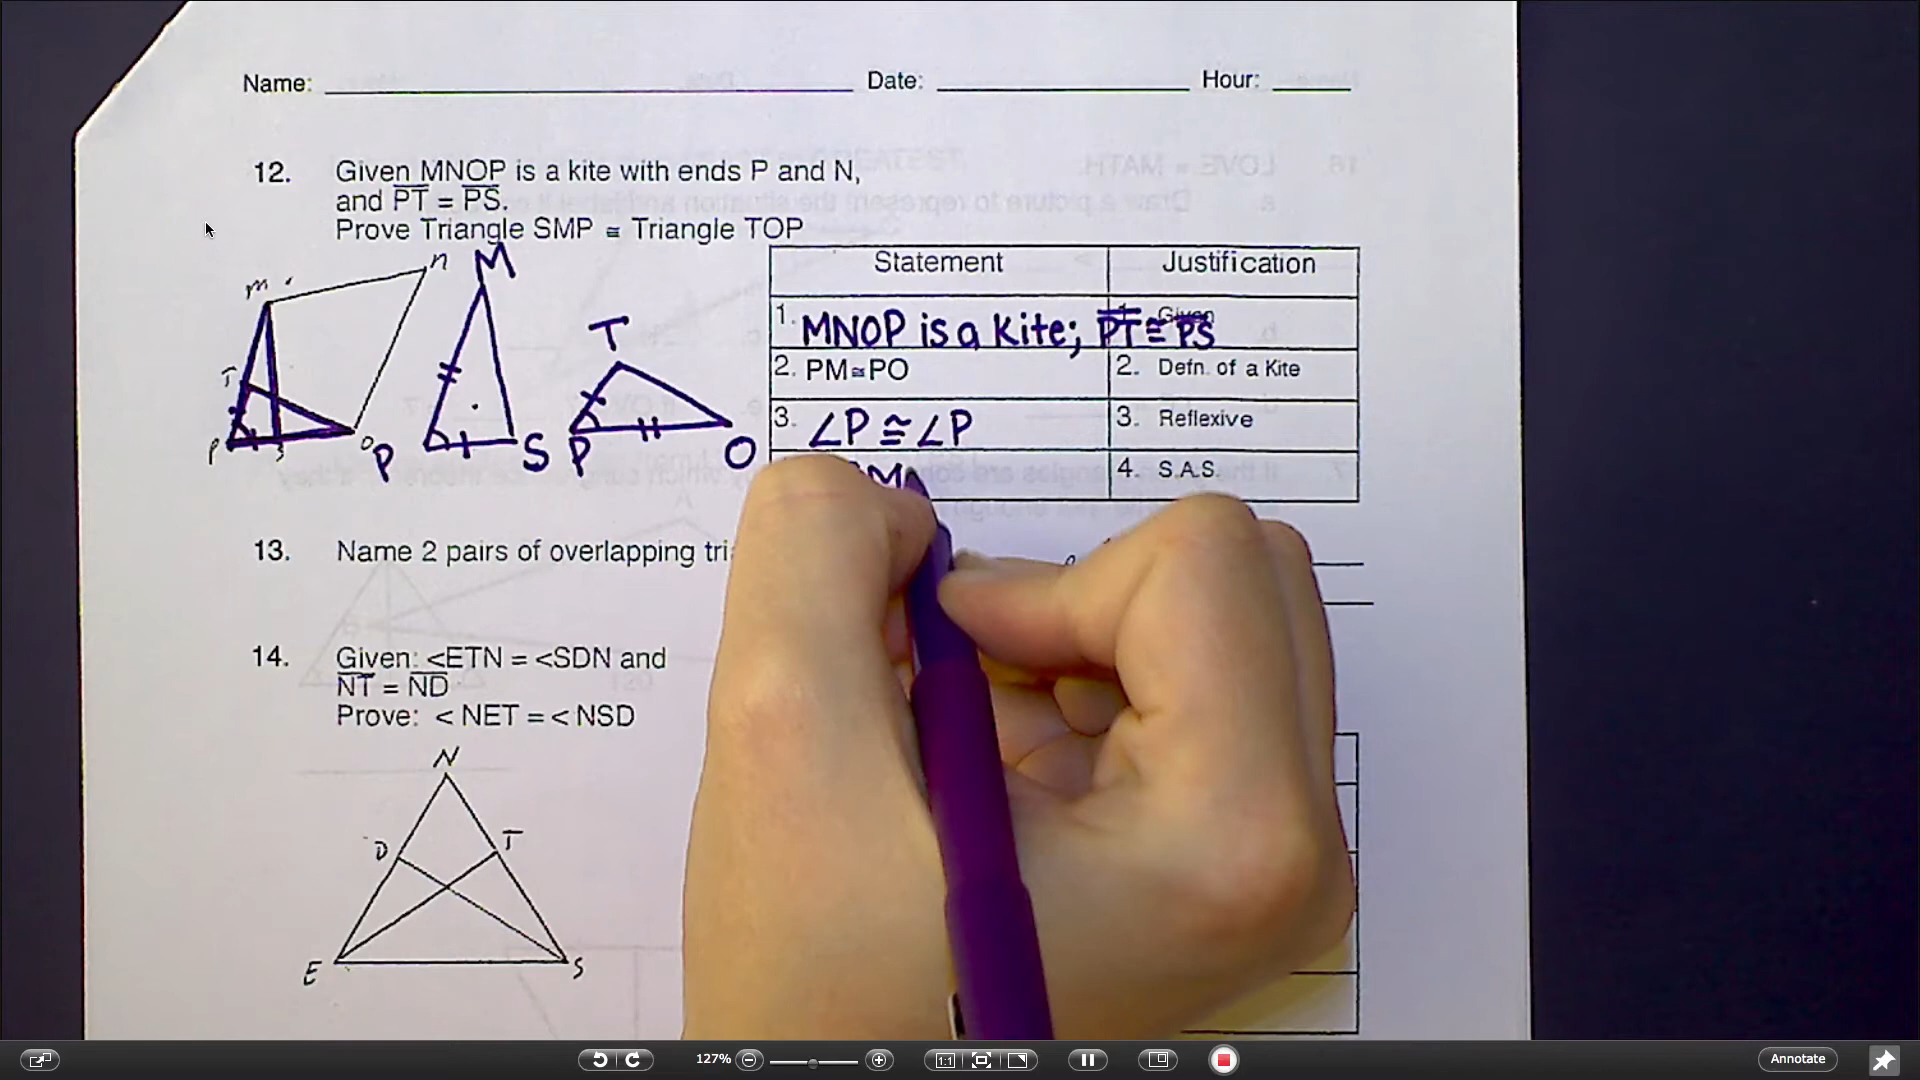 Name: Date: Hour:
12. Given MNOP is a kite with ends P and N,
and PT = PS.
Prove Triangle SMP ≅ Triangle TOP
Statement Justification
1. MNOP is a Kite; PT ≅ PS 1. Given
2. PM≅PO 2. Defn. of a Kite
3. ∠P ≅ ∠P 3. Reflexive
4. S.A.S.
M N T P S O
M P S
T P O
13. Name 2 pairs of overlapping
14. Given: <ETN = <SDN and
NT = ND
Prove: < NET = < NSD
N
D T
E S
127% 1:1 Annotate